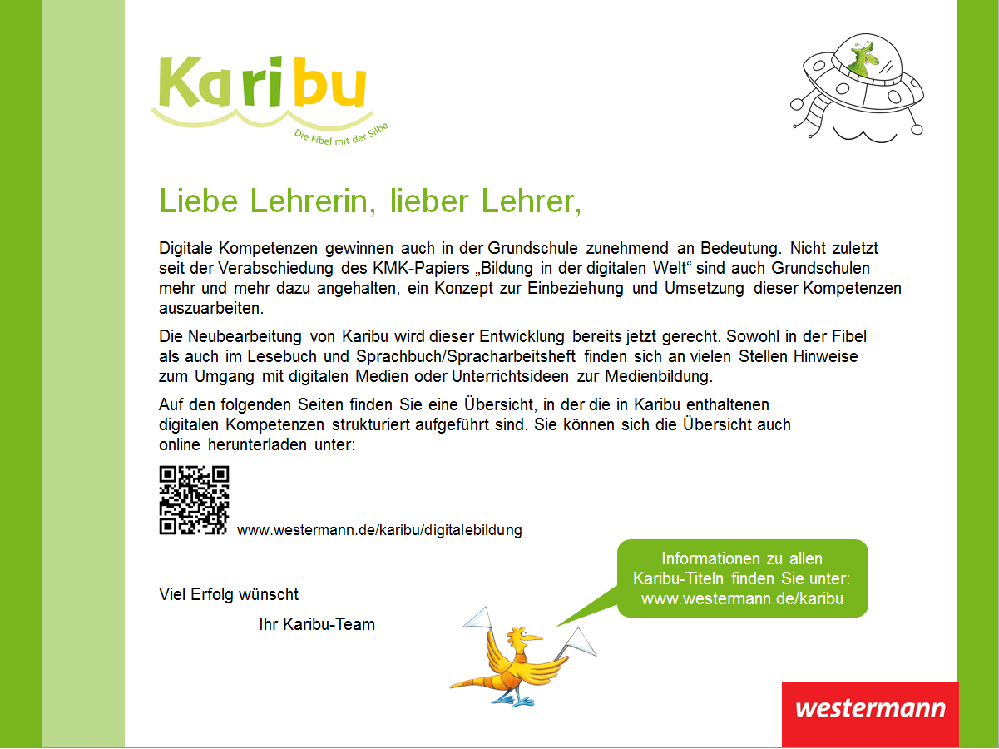 Karibu
Die Fibel mit der Silbe
Liebe Lehrerin, lieber Lehrer,
Digitale Kompetenzen gewinnen auch in der Grundschule zunehmend an Bedeutung. Nicht zuletzt
seit der Verabschiedung des KMK-Papiers „Bildung in der digitalen Welt“ sind auch Grundschulen
mehr und mehr dazu angehalten, ein Konzept zur Einbeziehung und Umsetzung dieser Kompetenzen
auszuarbeiten.
Die Neubearbeitung von Karibu wird dieser Entwicklung bereits jetzt gerecht. Sowohl in der Fibel
als auch im Lesebuch und Sprachbuch/Spracharbeitsheft finden sich an vielen Stellen Hinweise
zum Umgang mit digitalen Medien oder Unterrichtsideen zur Medienbildung.
Auf den folgenden Seiten finden Sie eine Übersicht, in der die in Karibu enthaltenen
digitalen Kompetenzen strukturiert aufgeführt sind. Sie können sich die Übersicht auch
online herunterladen unter:
www.westermann.de/karibu/digitalebildung
Informationen zu allen
Karibu-Titeln finden Sie unter:
www.westermann.de/karibu
Viel Erfolg wünscht
Ihr Karibu-Team
westermann